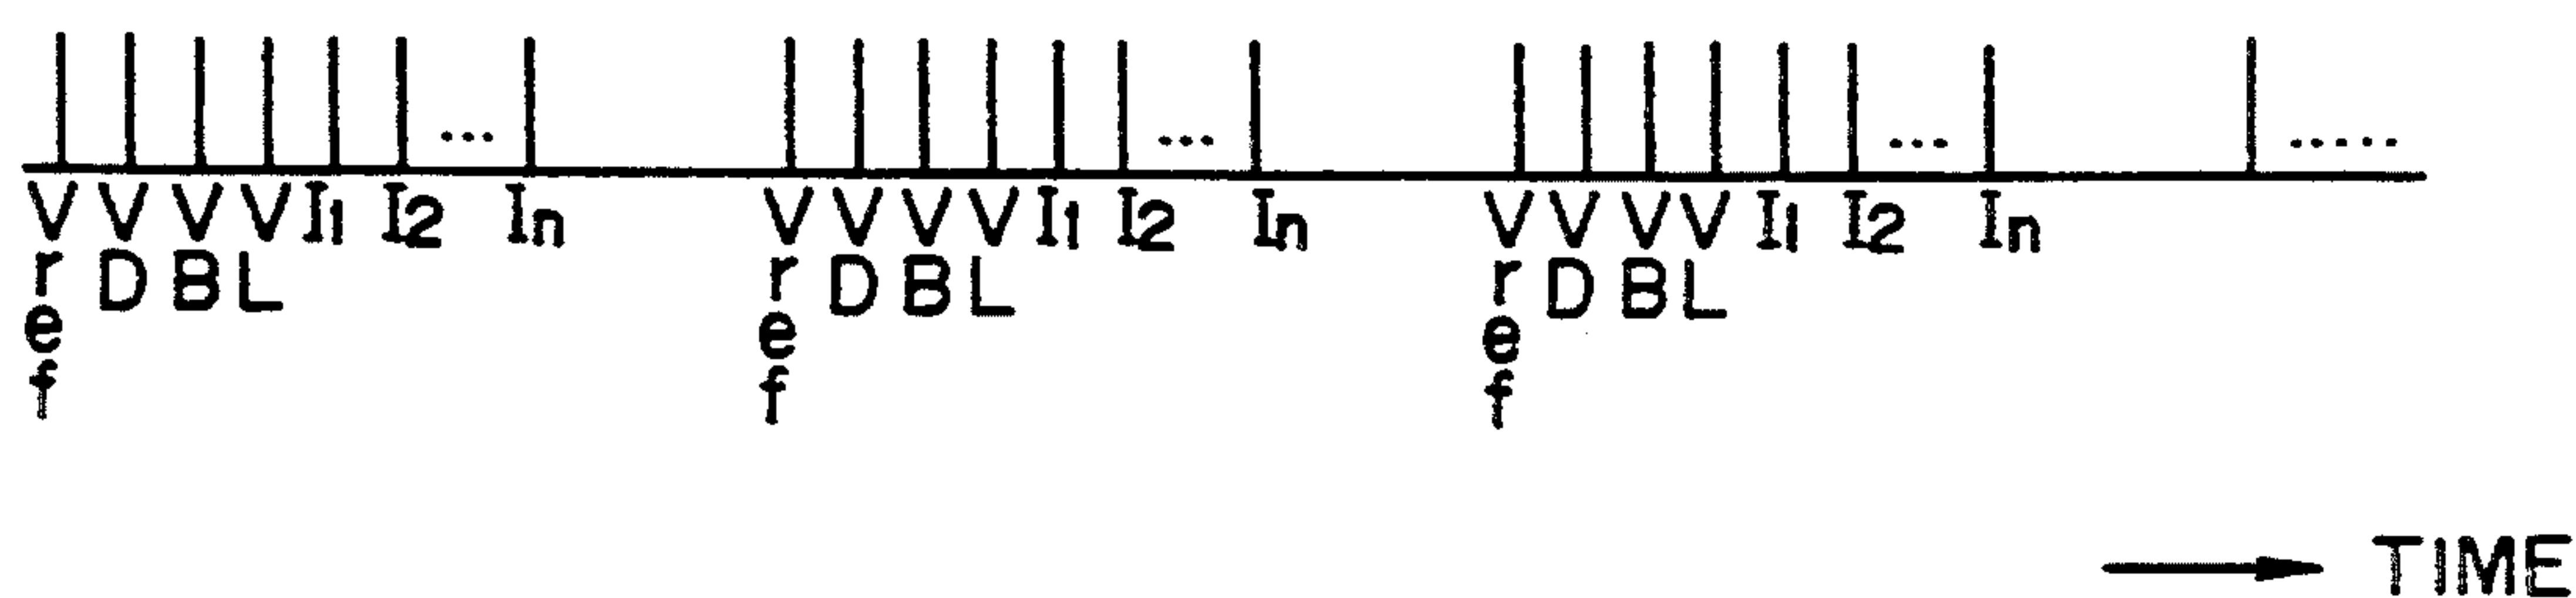 V V V V I1 I2 ... In V V V V I1 I2 ... In V V V V I1 I2 ... In .....
r D B L r D B L r D B L
e e e
f f f
TIME